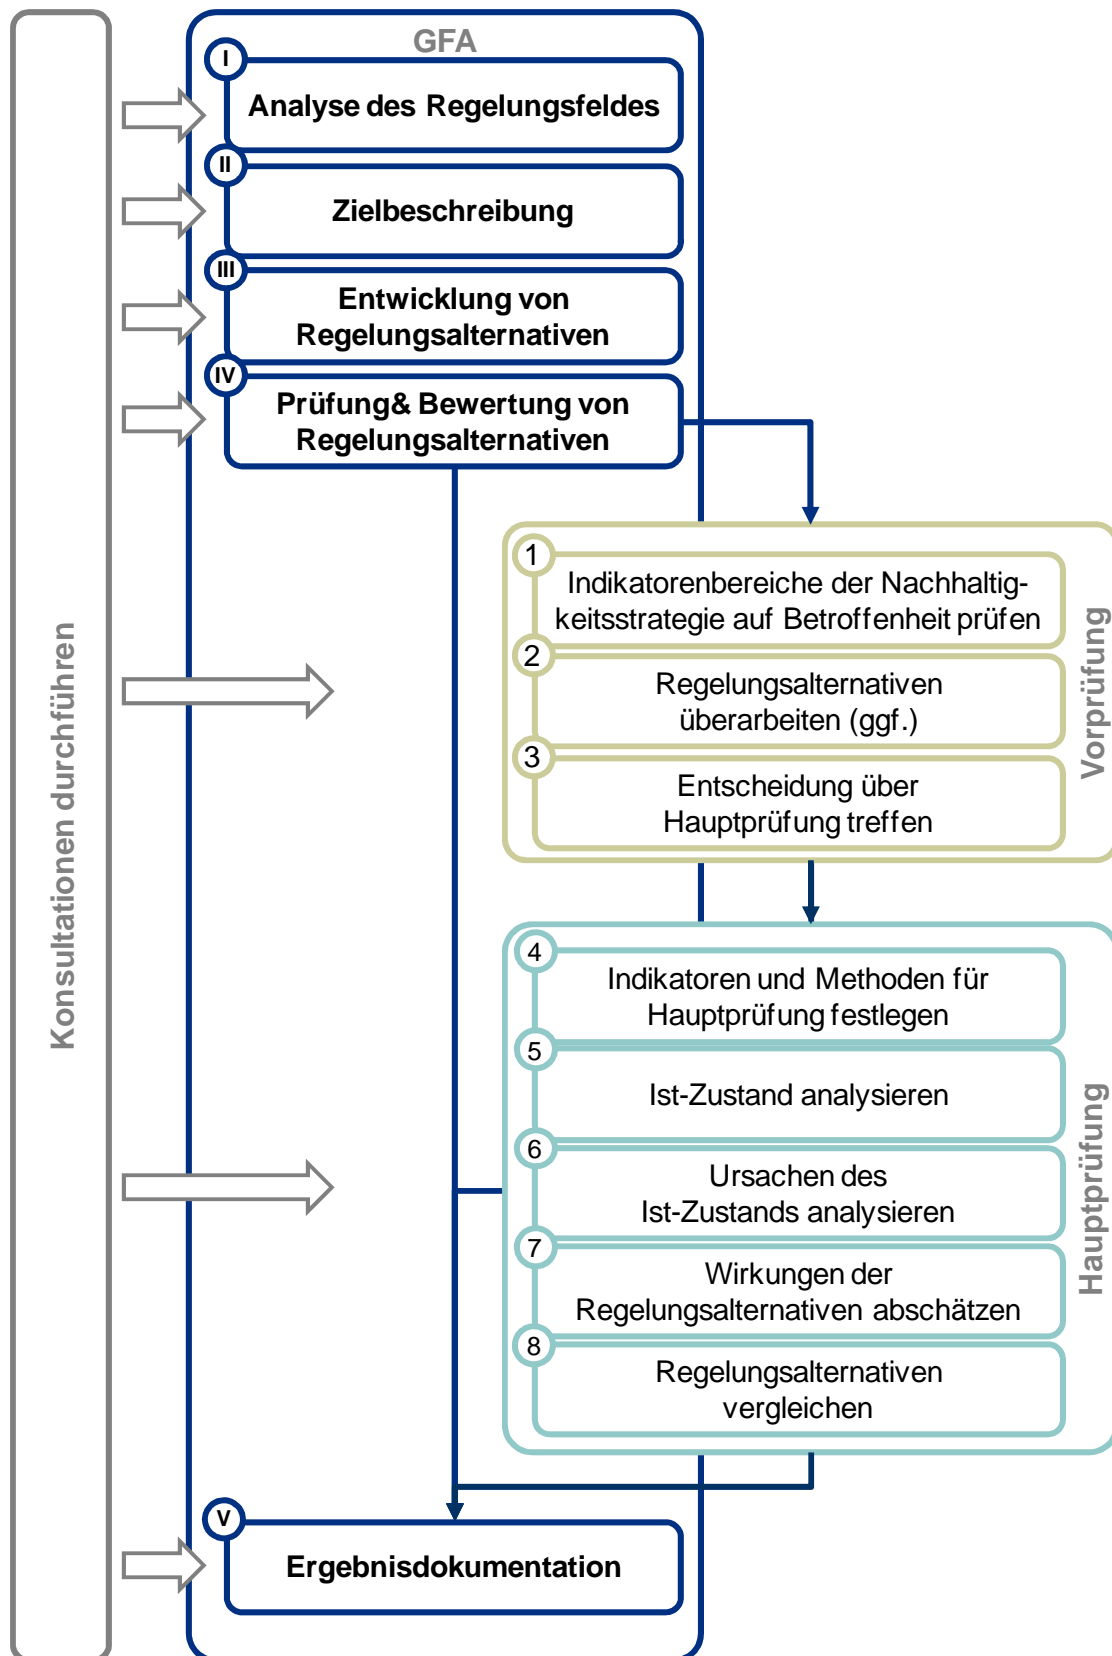 GFA
I
Analyse des Regelungsfeldes
II
Zielbeschreibung
III
Entwicklung von
Regelungsalternativen
IV
Prüfung& Bewertung von
Regelungsalternativen
Konsultationen durchführen
1
Indikatorenbereiche der Nachhaltig-
keitsstrategie auf Betroffenheit prüfen
2
Regelungsalternativen
überarbeiten (ggf.)
3
Entscheidung über
Hauptprüfung treffen
Vorprüfung
4
Indikatoren und Methoden für
Hauptprüfung festlegen
5
Ist-Zustand analysieren
6
Ursachen des
Ist-Zustands analysieren
7
Wirkungen der
Regelungsalternativen abschätzen
8
Regelungsalternativen
vergleichen
Hauptprüfung
V
Ergebnisdokumentation